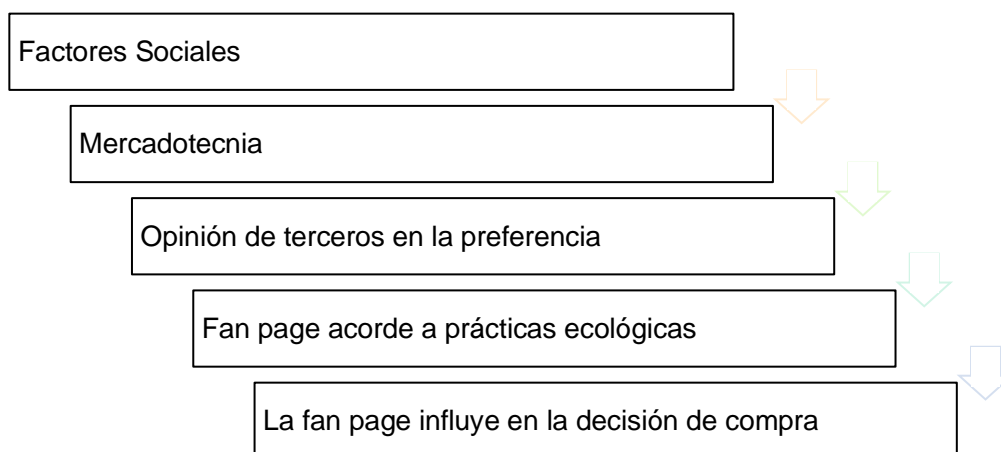 Factores Sociales
Mercadotecnia
Opinión de terceros en la preferencia
Fan page acorde a prácticas ecológicas
La fan page influye en la decisión de compra